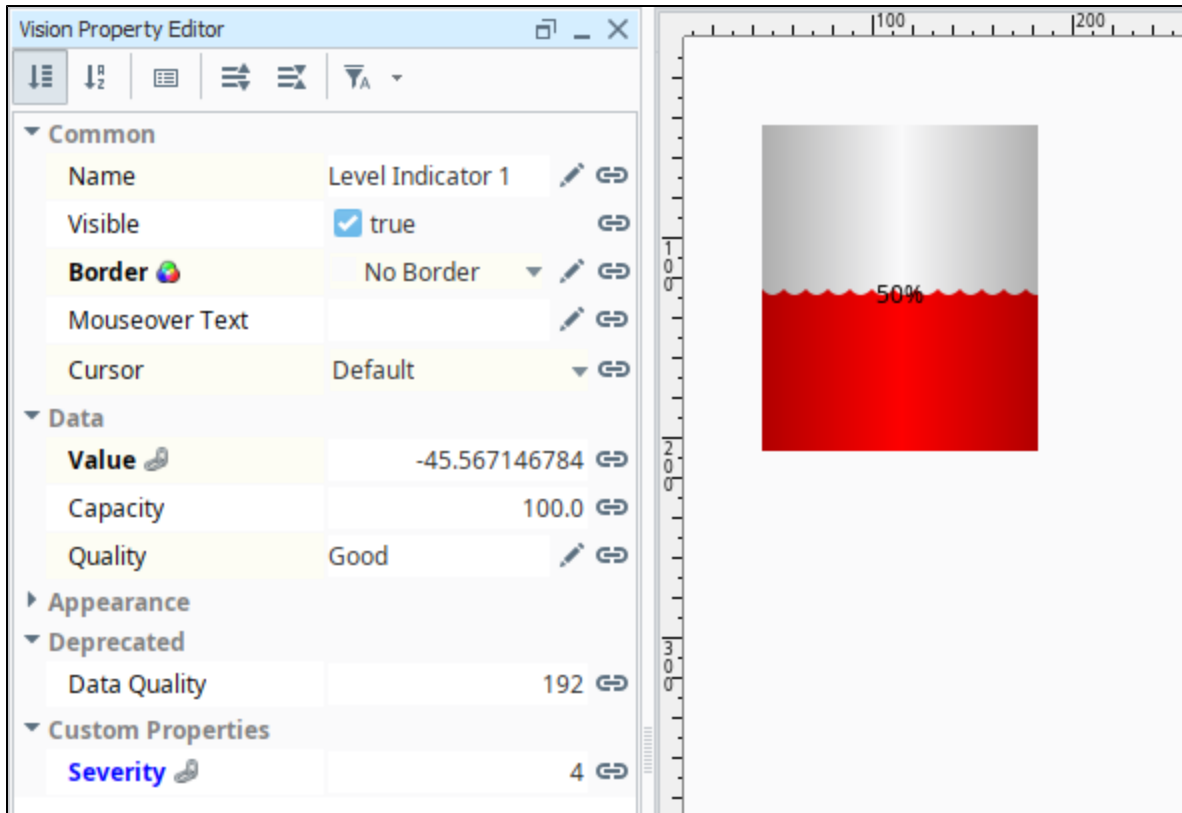 Vision Property Editor
Common
Name Level Indicator 1
Visible true
Border No Border
Mouseover Text
Cursor Default
Data
Value -45.567146784
Capacity 100.0
Quality Good
Appearance
Deprecated
Data Quality 192
Custom Properties
Severity 4
100 200
100
50%
200
300